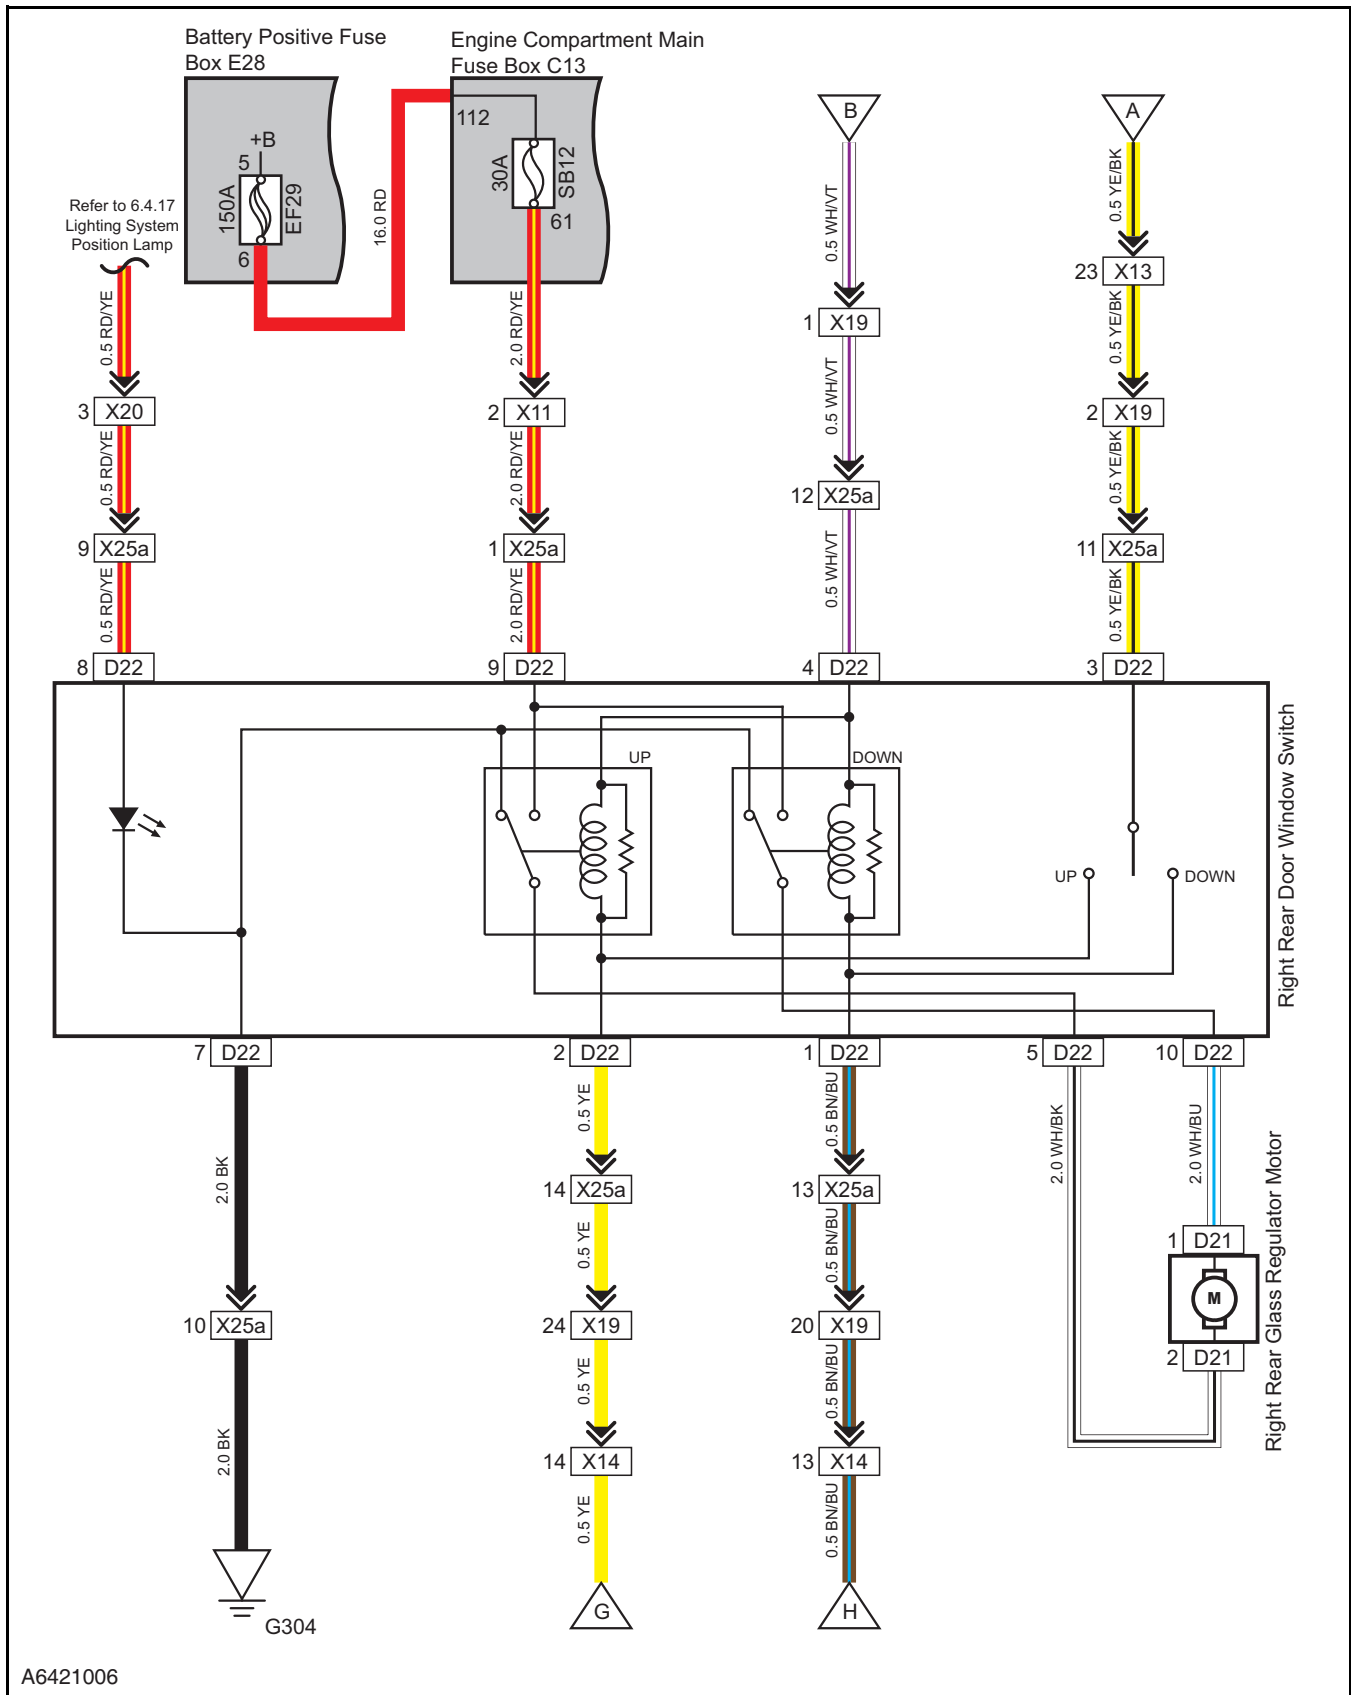 Battery Positive Fuse
Box E28
Engine Compartment Main
Fuse Box C13
112
+B
5
150A
EF29
6
30A
SB12
61
16.0 RD
B
A
Refer to 6.4.17
Lighting System
Position Lamp
0.5 RD/YE
2.0 RD/YE
0.5 WH/VT
0.5 YE/BK
23 X13
1 X19
0.5 YE/BK
3 X20
2 X11
0.5 WH/VT
2 X19
0.5 RD/YE
2.0 RD/YE
12 X25a
0.5 YE/BK
9 X25a
1 X25a
11 X25a
0.5 RD/YE
2.0 RD/YE
0.5 WH/VT
0.5 YE/BK
8 D22
9 D22
4 D22
3 D22
UP
DOWN
UP
DOWN
Right Rear Door Window Switch
7 D22
2 D22
1 D22
5 D22
10 D22
2.0 BK
0.5 YE
0.5 BN/BU
2.0 WH/BK
2.0 WH/BU
14 X25a
13 X25a
0.5 YE
0.5 BN/BU
1 D21
M
2 D21
Right Rear Glass Regulator Motor
10 X25a
24 X19
20 X19
2.0 BK
0.5 YE
0.5 BN/BU
14 X14
13 X14
0.5 YE
0.5 BN/BU
G304
G
H
A6421006